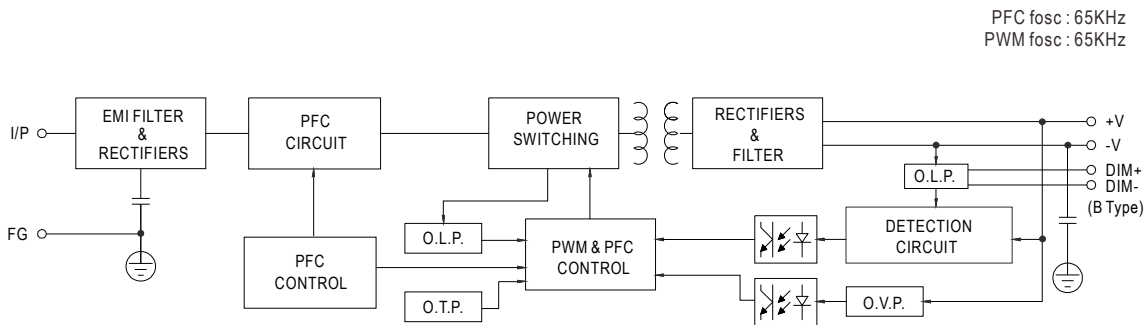 PFC fosc : 65KHz
PWM fosc : 65KHz
I/P
EMI FILTER
&
RECTIFIERS
PFC
CIRCUIT
POWER
SWITCHING
RECTIFIERS
&
FILTER
+V
-V
O.L.P.
DIM+
DIM-
(B Type)
FG
O.L.P.
PFC
CONTROL
PWM & PFC
CONTROL
DETECTION
CIRCUIT
O.T.P.
O.V.P.